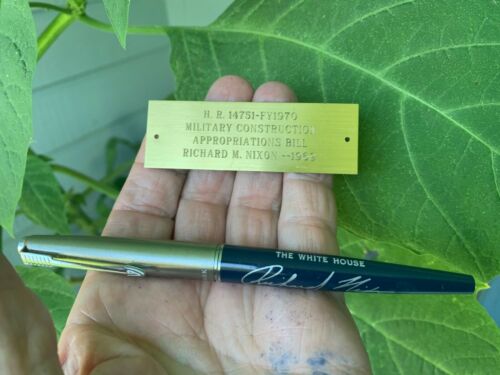 H. R. 14751-FY1970
MILITARY CONSTRUCTION
APPROPRIATIONS BILL
RICHARD M. NIXON --1969
THE WHITE HOUSE
Richard Nixon